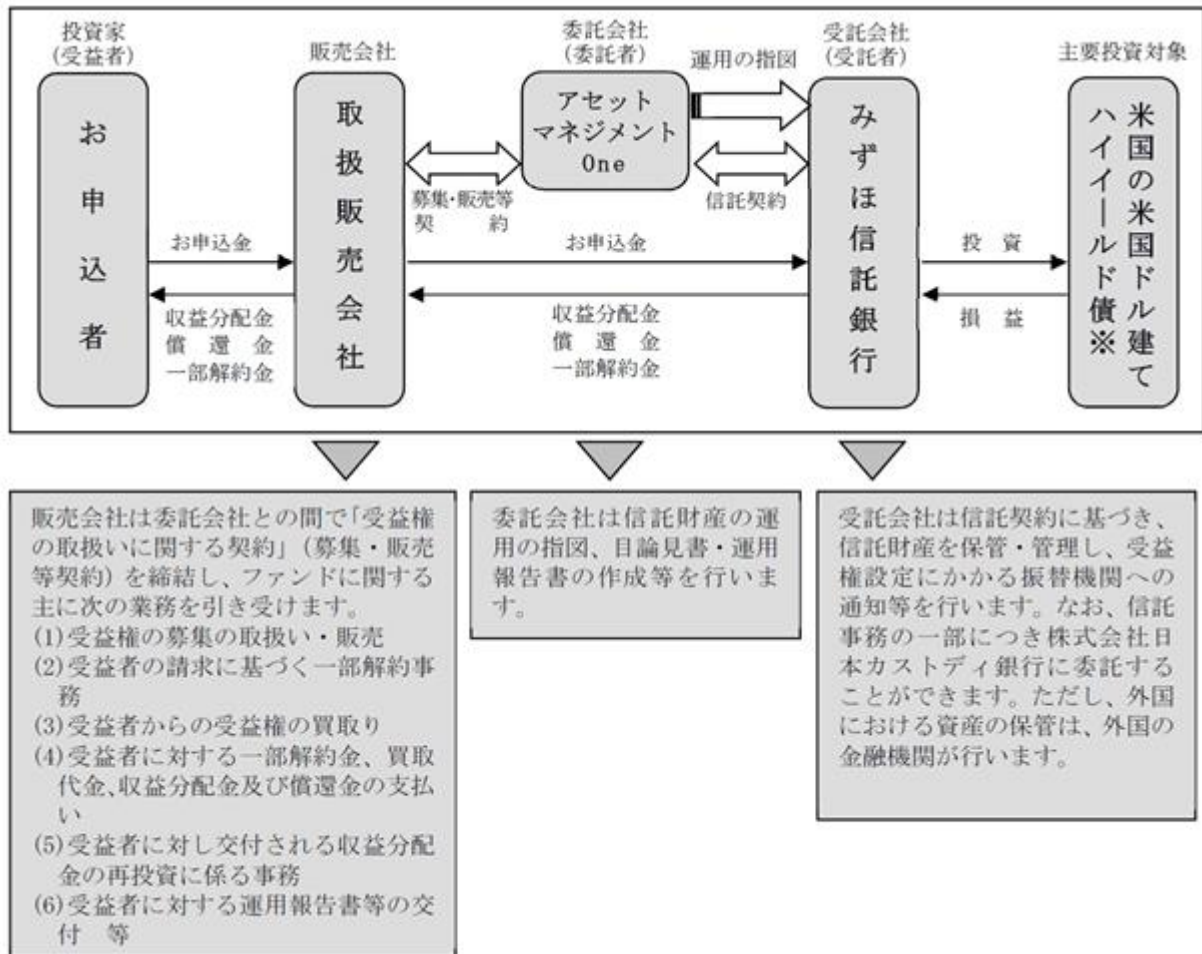 投資家
(受益者)
販売会社
委託会社
(委託者)
受託会社
(受託者)
主要投資対象
お申込者
取扱販売会社
アセット
マネジメント
One
運用の指図
みずほ信託銀行
米国の米国ドル建て
ハイイールド債※
募集・販売等
契　　　約
信託契約
お申込金
お申込金
投　資
収益分配金
償　還　金
一部解約金
収益分配金
償　還　金
一部解約金
損　益
販売会社は委託会社との間で「受益権
の取扱いに関する契約」（募集・販売
等契約）を締結し、ファンドに関する
主に次の業務を引き受けます。
(1)受益権の募集の取扱い・販売
(2)受益者の請求に基づく一部解約事
務
(3)受益者からの受益権の買取り
(4)受益者に対する一部解約金、買取
代金、収益分配金及び償還金の支払
い
(5)受益者に対し交付される収益分配
金の再投資に係る事務
(6)受益者に対する運用報告書等の交
付　等
委託会社は信託財産の運
用の指図、目論見書・運用
報告書の作成等を行いま
す。
受託会社は信託契約に基づき、
信託財産を保管・管理し、受益
権設定にかかる振替機関への
通知等を行います。なお、信託
事務の一部につき株式会社日
本カストディ銀行に委託する
ことができます。ただし、外国
における資産の保管は、外国の
金融機関が行います。